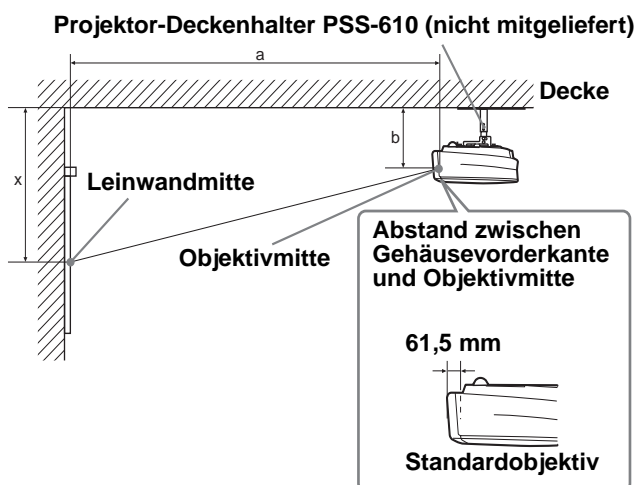 Projektor-Deckenhalter PSS-610 (nicht mitgeliefert)
a
Decke
b
x
Leinwandmitte
Objektivmitte
Abstand zwischen
Gehäusevorderkante
und Objektivmitte
61,5 mm
Standardobjektiv